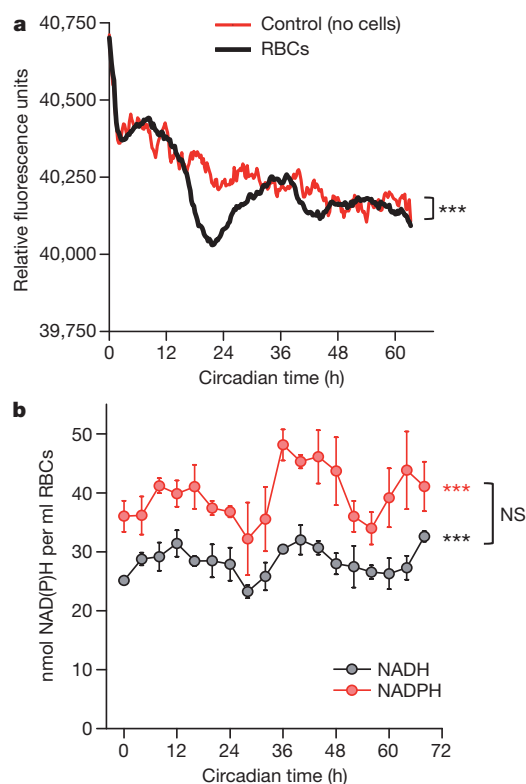 a
Control (no cells)
RBCs
Relative fluorescence units
40,750
40,500
40,250
40,000
39,750
***
0 12 24 36 48 60
Circadian time (h)
b
nmol NAD(P)H per ml RBCs
50
40
30
20
10
0
***
NS
***
NADH
NADPH
0 12 24 36 48 60 72
Circadian time (h)